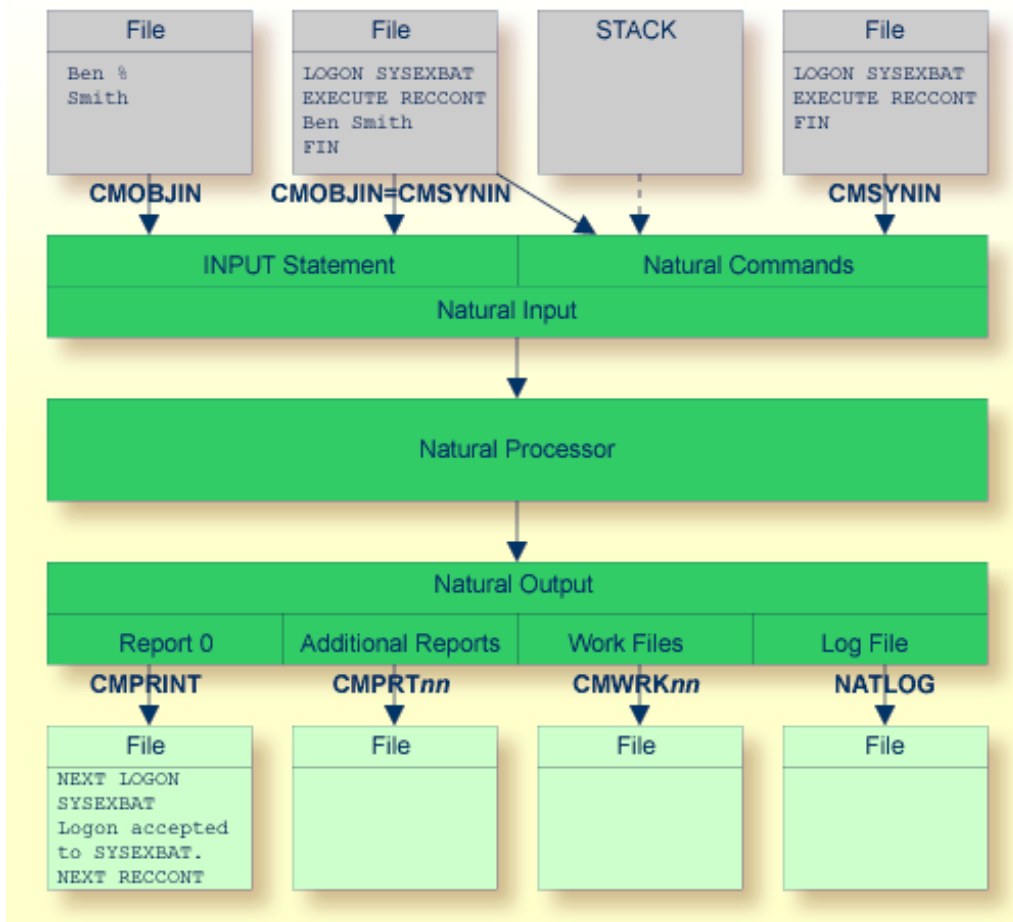 File
Ben %
Smith
CMOBJIN
File
LOGON SYSEXBAT
EXECUTE RECCONT
Ben Smith
FIN
CMOBJIN=CMSYNIN
STACK
File
LOGON SYSEXBAT
EXECUTE RECCONT
FIN
CMSYNIN
INPUT Statement
Natural Commands
Natural Input
Natural Processor
Natural Output
Report 0
Additional Reports
Work Files
Log File
CMPRINT
CMPRTnn
CMWRKnn
NATLOG
File
NEXT LOGON
SYSEXBAT
Logon accepted
to SYSEXBAT.
NEXT RECCONT
File
File
File